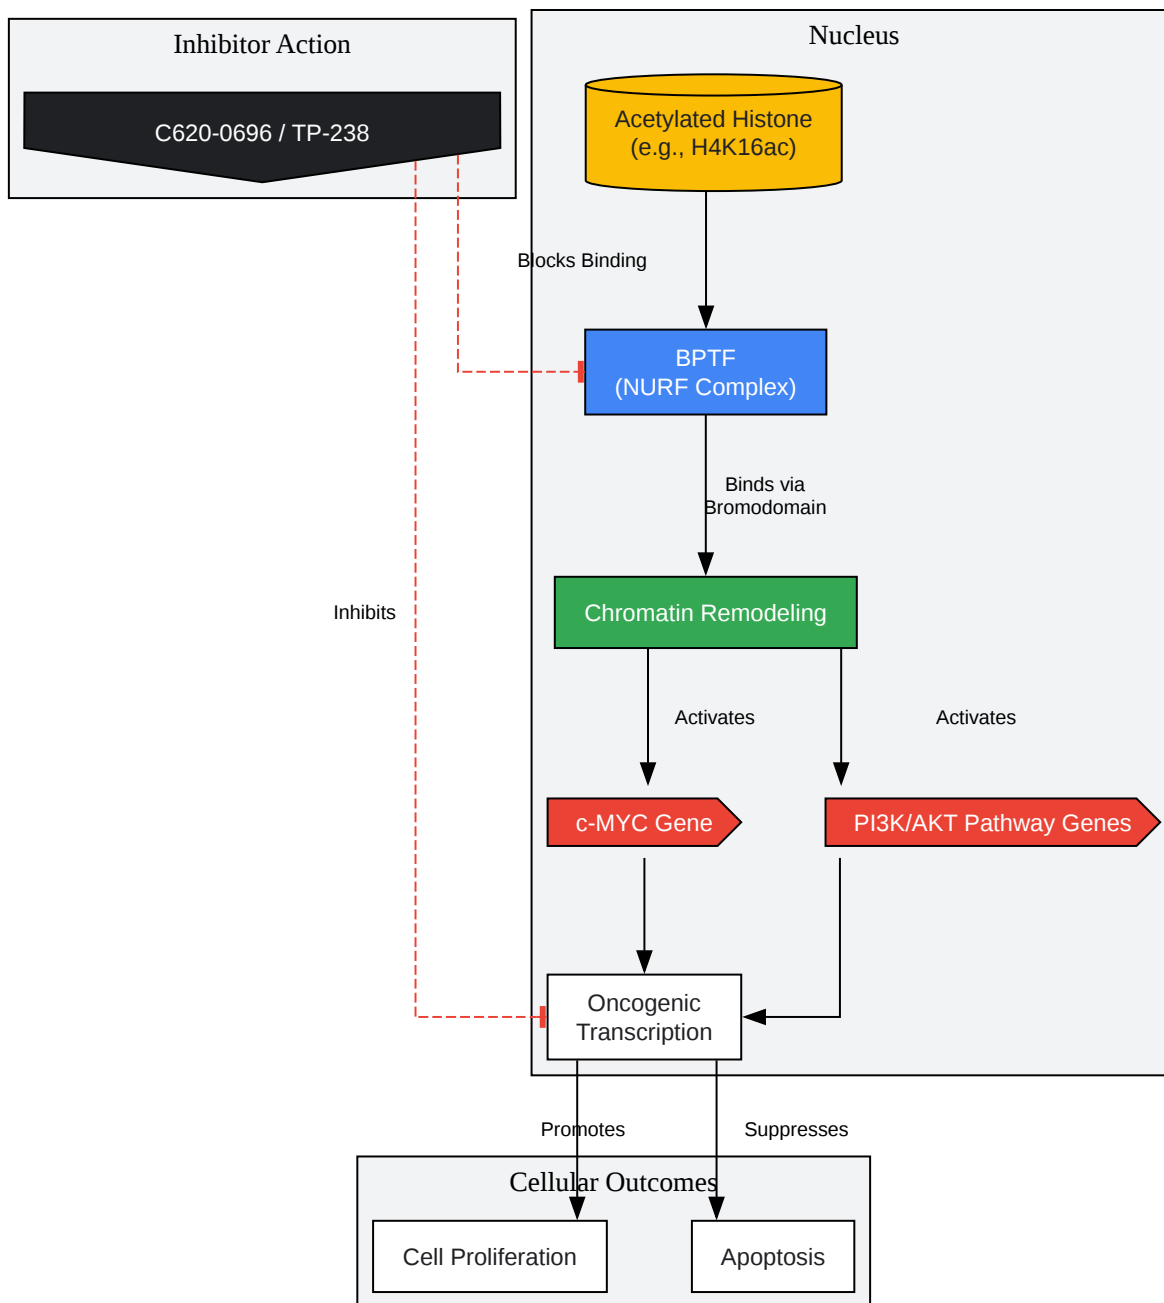 Inhibitor Action
C620-0696 / TP-238
Nucleus
Acetylated Histone
(e.g., H4K16ac)
Blocks Binding
BPTF
(NURF Complex)
Binds via
Bromodomain
Chromatin Remodeling
Inhibits
Activates
Activates
c-MYC Gene
PI3K/AKT Pathway Genes
Oncogenic
Transcription
Promotes
Suppresses
Cellular Outcomes
Cell Proliferation
Apoptosis